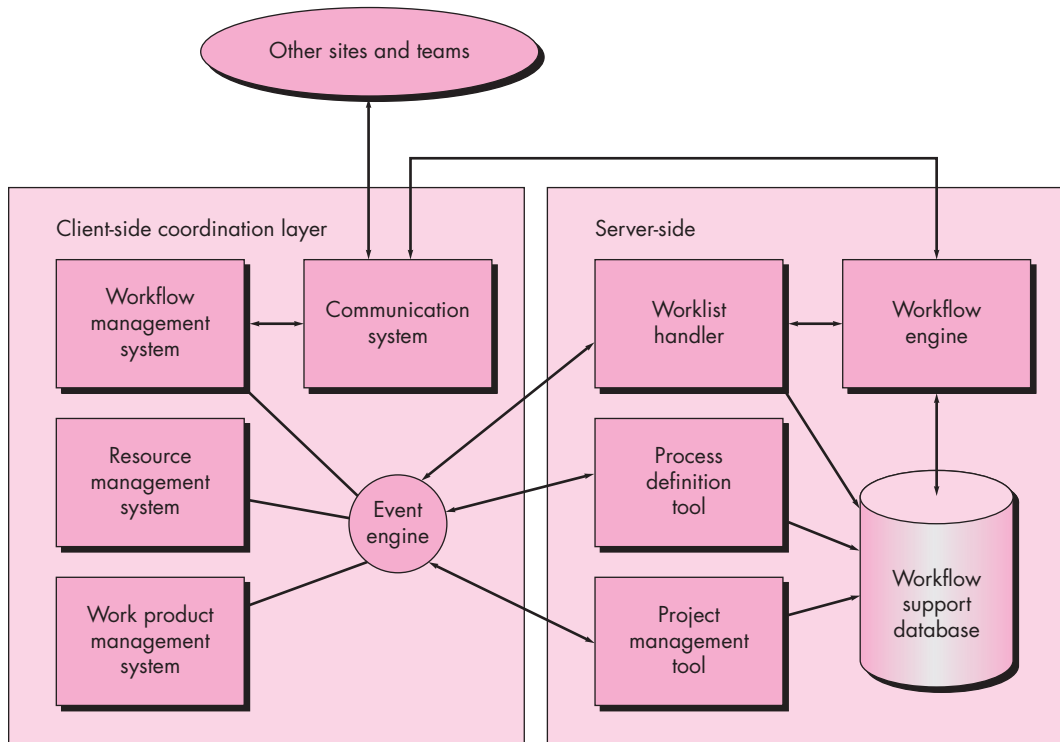 Other sites and teams
Client-side coordination layer
Workflow
management
system
Communication
system
Resource
management
system
Event
engine
Work product
management
system
Server-side
Worklist
handler
Workflow
engine
Process
definition
tool
Project
management
tool
Workflow
support
database